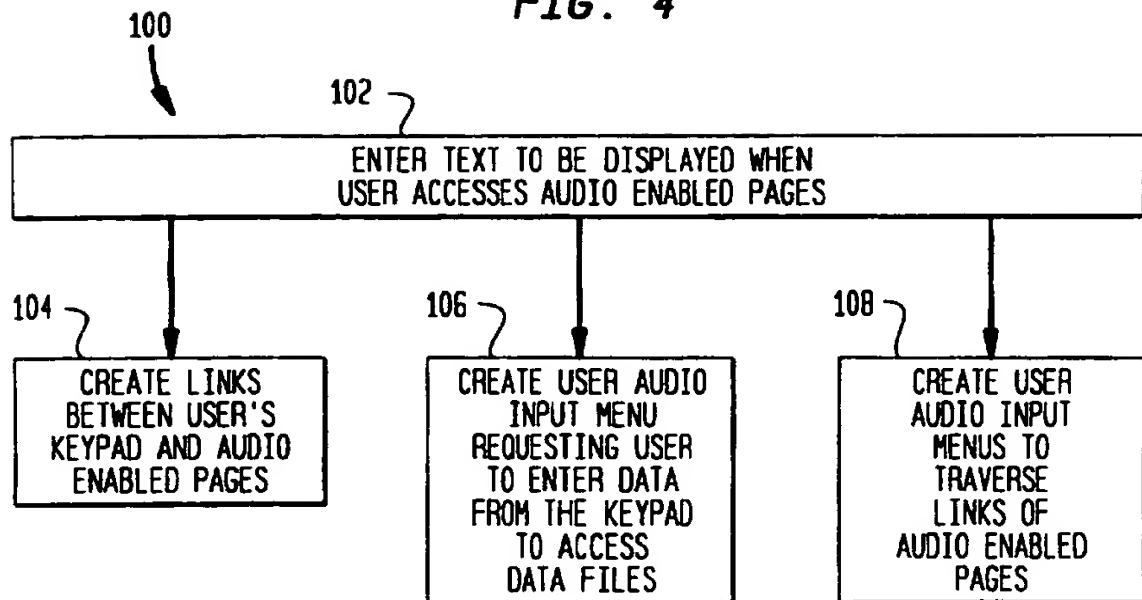 FIG. 4
100
102
ENTER TEXT TO BE DISPLAYED WHEN
USER ACCESSES AUDIO ENABLED PAGES
104
CREATE LINKS
BETWEEN USER'S
KEYPAD AND AUDIO
ENABLED PAGES
106
CREATE USER AUDIO
INPUT MENU
REQUESTING USER
TO ENTER DATA
FROM THE KEYPAD
TO ACCESS
DATA FILES
108
CREATE USER
AUDIO INPUT
MENUS TO
TRAVERSE
LINKS OF
AUDIO ENABLED
PAGES